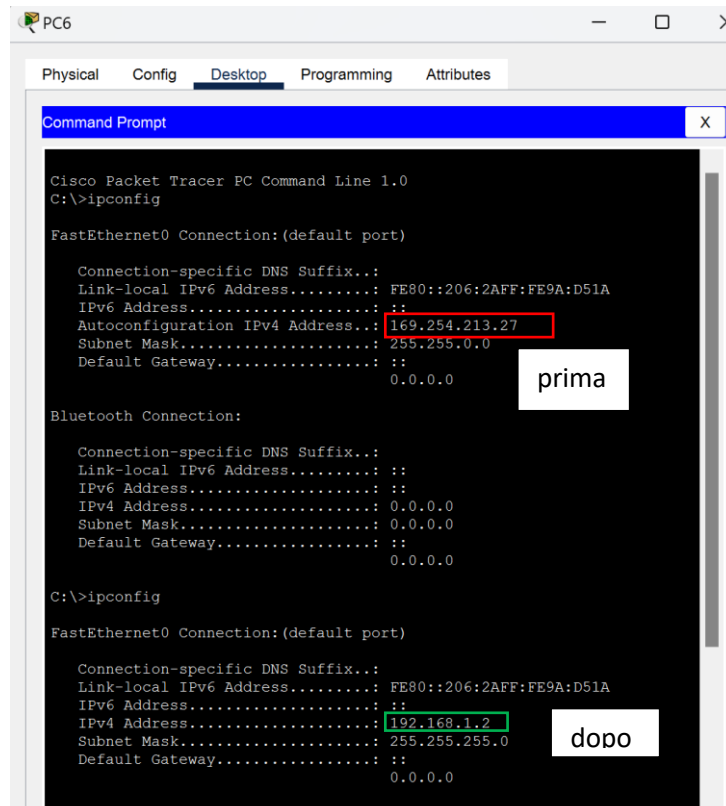 PC6
Physical Config Desktop Programming Attributes
Command Prompt
X
Cisco Packet Tracer PC Command Line 1.0
C:\>ipconfig
FastEthernet0 Connection:(default port)
Connection-specific DNS Suffix..:
Link-local IPv6 Address.........: FE80::206:2AFF:FE9A:D51A
IPv6 Address....................: ::
Autoconfiguration IPv4 Address..: 169.254.213.27
Subnet Mask.....................: 255.255.0.0
Default Gateway.................: ::
0.0.0.0
prima
Bluetooth Connection:
Connection-specific DNS Suffix..:
Link-local IPv6 Address.........: ::
IPv6 Address....................: ::
IPv4 Address....................: 0.0.0.0
Subnet Mask.....................: 0.0.0.0
Default Gateway.................: ::
0.0.0.0
C:\>ipconfig
FastEthernet0 Connection:(default port)
Connection-specific DNS Suffix..:
Link-local IPv6 Address.........: FE80::206:2AFF:FE9A:D51A
IPv6 Address....................: ::
IPv4 Address....................: 192.168.1.2
Subnet Mask.....................: 255.255.255.0
Default Gateway.................: ::
0.0.0.0
dopo